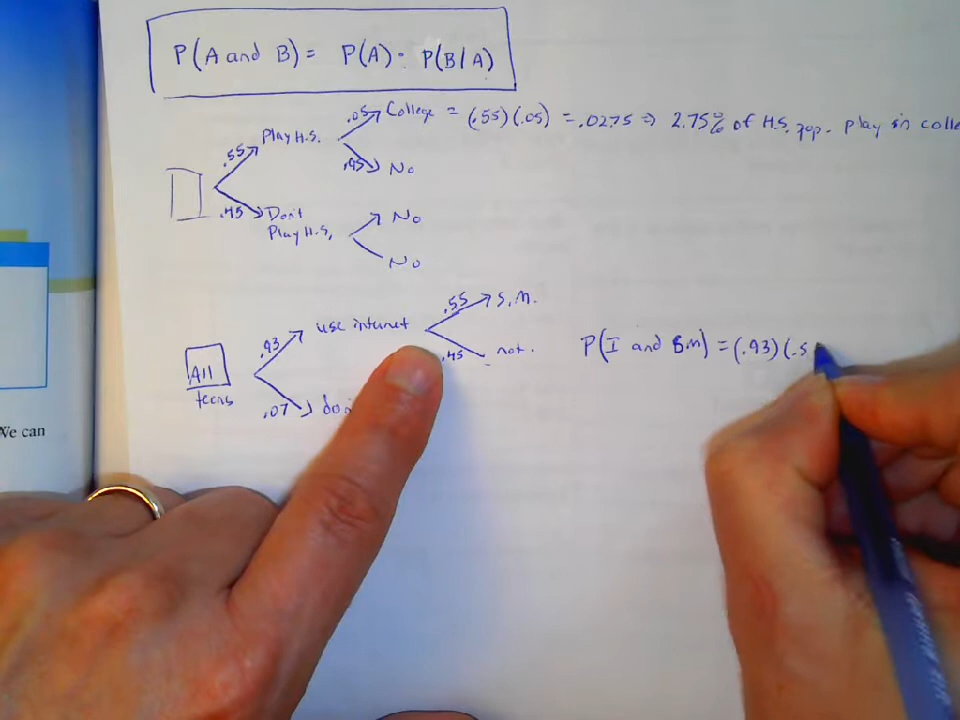 P(A and B) = P(A) · P(B/A)
.05 College = (.55)(.05) = .0275 ⇒ 2.75% of H.S. pop. play in colle
.55 Play H.S.
.95 No
.45 Don't Play H.S.
No
No
.55 S.M.
.93 use internet
.45 not.
P(I and SM) = (.93)(.5
All
teens
.07 don
We can